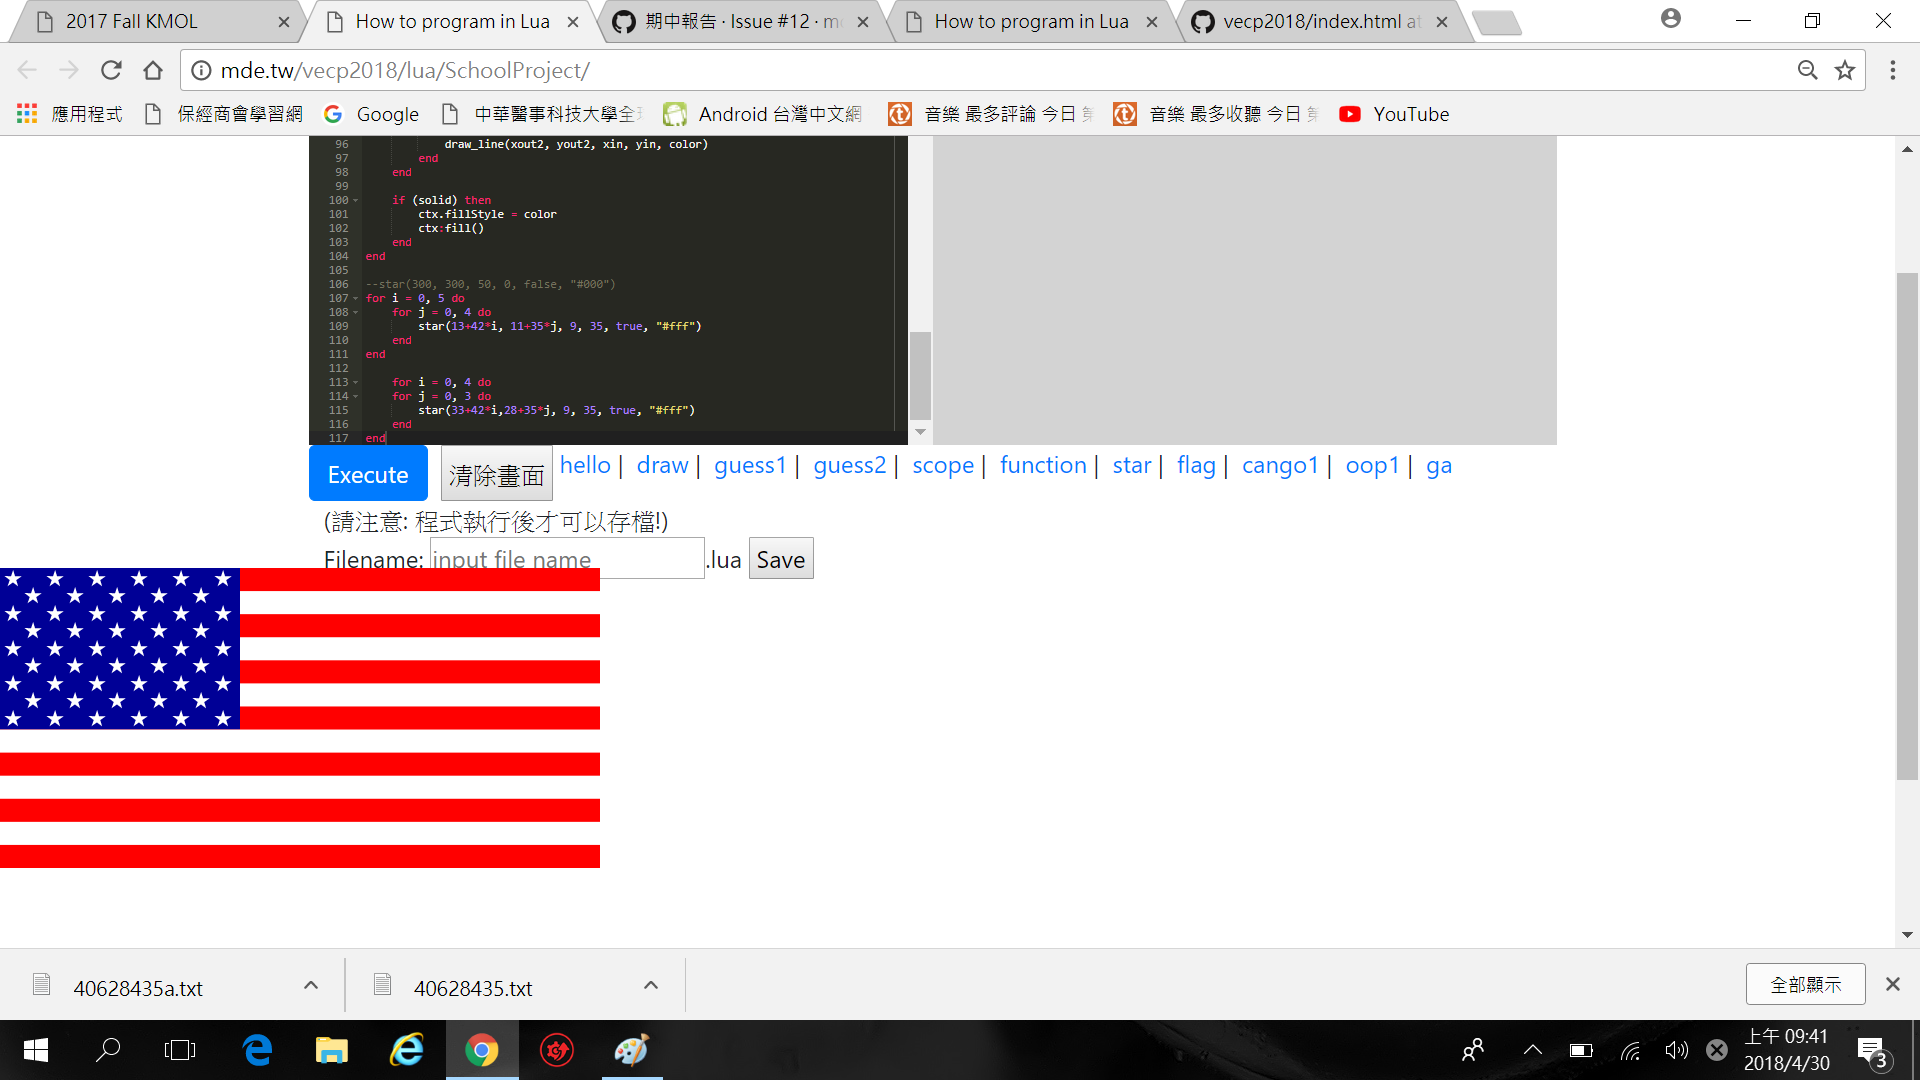 2017 Fall KMOL
How to program in Lua
期中報告 · Issue #12 · m
How to program in Lua
vecp2018/index.html at
mde.tw/vecp2018/lua/SchoolProject/
應用程式
保經商會學習網
Google
中華醫事科技大學全
Android 台灣中文網
音樂 最多評論 今日
音樂 最多收聽 今日
YouTube
96 draw_line(xout2, yout2, xin, yin, color)
97 end
98 end
99
100 if (solid) then
101 ctx.fillStyle = color
102 ctx:fill()
103 end
104 end
105
106 --star(300, 300, 50, 0, false, "#000")
107 for i = 0, 5 do
108 for j = 0, 4 do
109 star(13+42*i, 11+35*j, 9, 35, true, "#fff")
110 end
111 end
112
113 for i = 0, 4 do
114 for j = 0, 3 do
115 star(33+42*i,28+35*j, 9, 35, true, "#fff")
116 end
117 end
Execute 清除畫面 hello | draw | guess1 | guess2 | scope | function | star | flag | cango1 | oop1 | ga
(請注意: 程式執行後才可以存檔!)
Filename: input file name .lua Save
40628435a.txt
40628435.txt
全部顯示
上午 09:41
2018/4/30
3